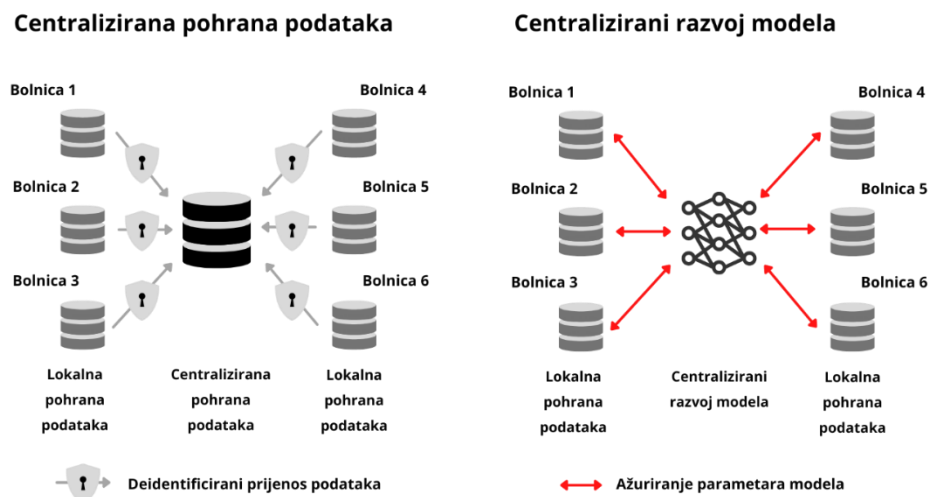 Centralizirana pohrana podataka
Bolnica 1
Bolnica 4
Bolnica 2
Bolnica 5
Bolnica 3
Bolnica 6
Lokalna
pohrana
podataka
Centralizirana
pohrana
podataka
Lokalna
pohrana
podataka
Deidentificirani prijenos podataka
Centralizirani razvoj modela
Bolnica 1
Bolnica 4
Bolnica 2
Bolnica 5
Bolnica 3
Bolnica 6
Lokalna
pohrana
podataka
Centralizirani
razvoj modela
Lokalna
pohrana
podataka
Ažuriranje parametara modela